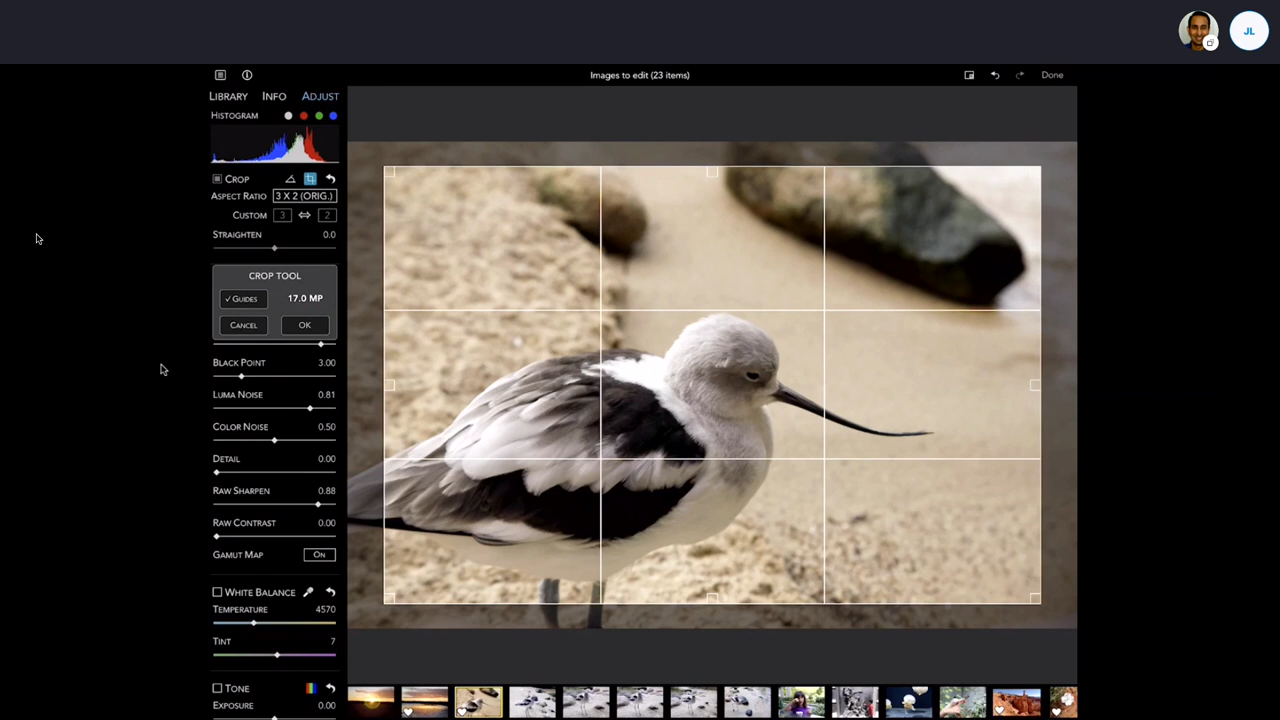 JL
Images to edit (23 items)
Done
LIBRARY INFO ADJUST
HISTOGRAM
CROP
ASPECT RATIO 3 X 2 (ORIG.)
CUSTOM 3 2
STRAIGHTEN 0.0
CROP TOOL
✓ GUIDES 17.0 MP
CANCEL OK
BLACK POINT 3.00
LUMA NOISE 0.81
COLOR NOISE 0.50
DETAIL 0.00
RAW SHARPEN 0.88
RAW CONTRAST 0.00
GAMUT MAP ON
WHITE BALANCE
TEMPERATURE 4570
TINT 7
TONE
EXPOSURE 0.00